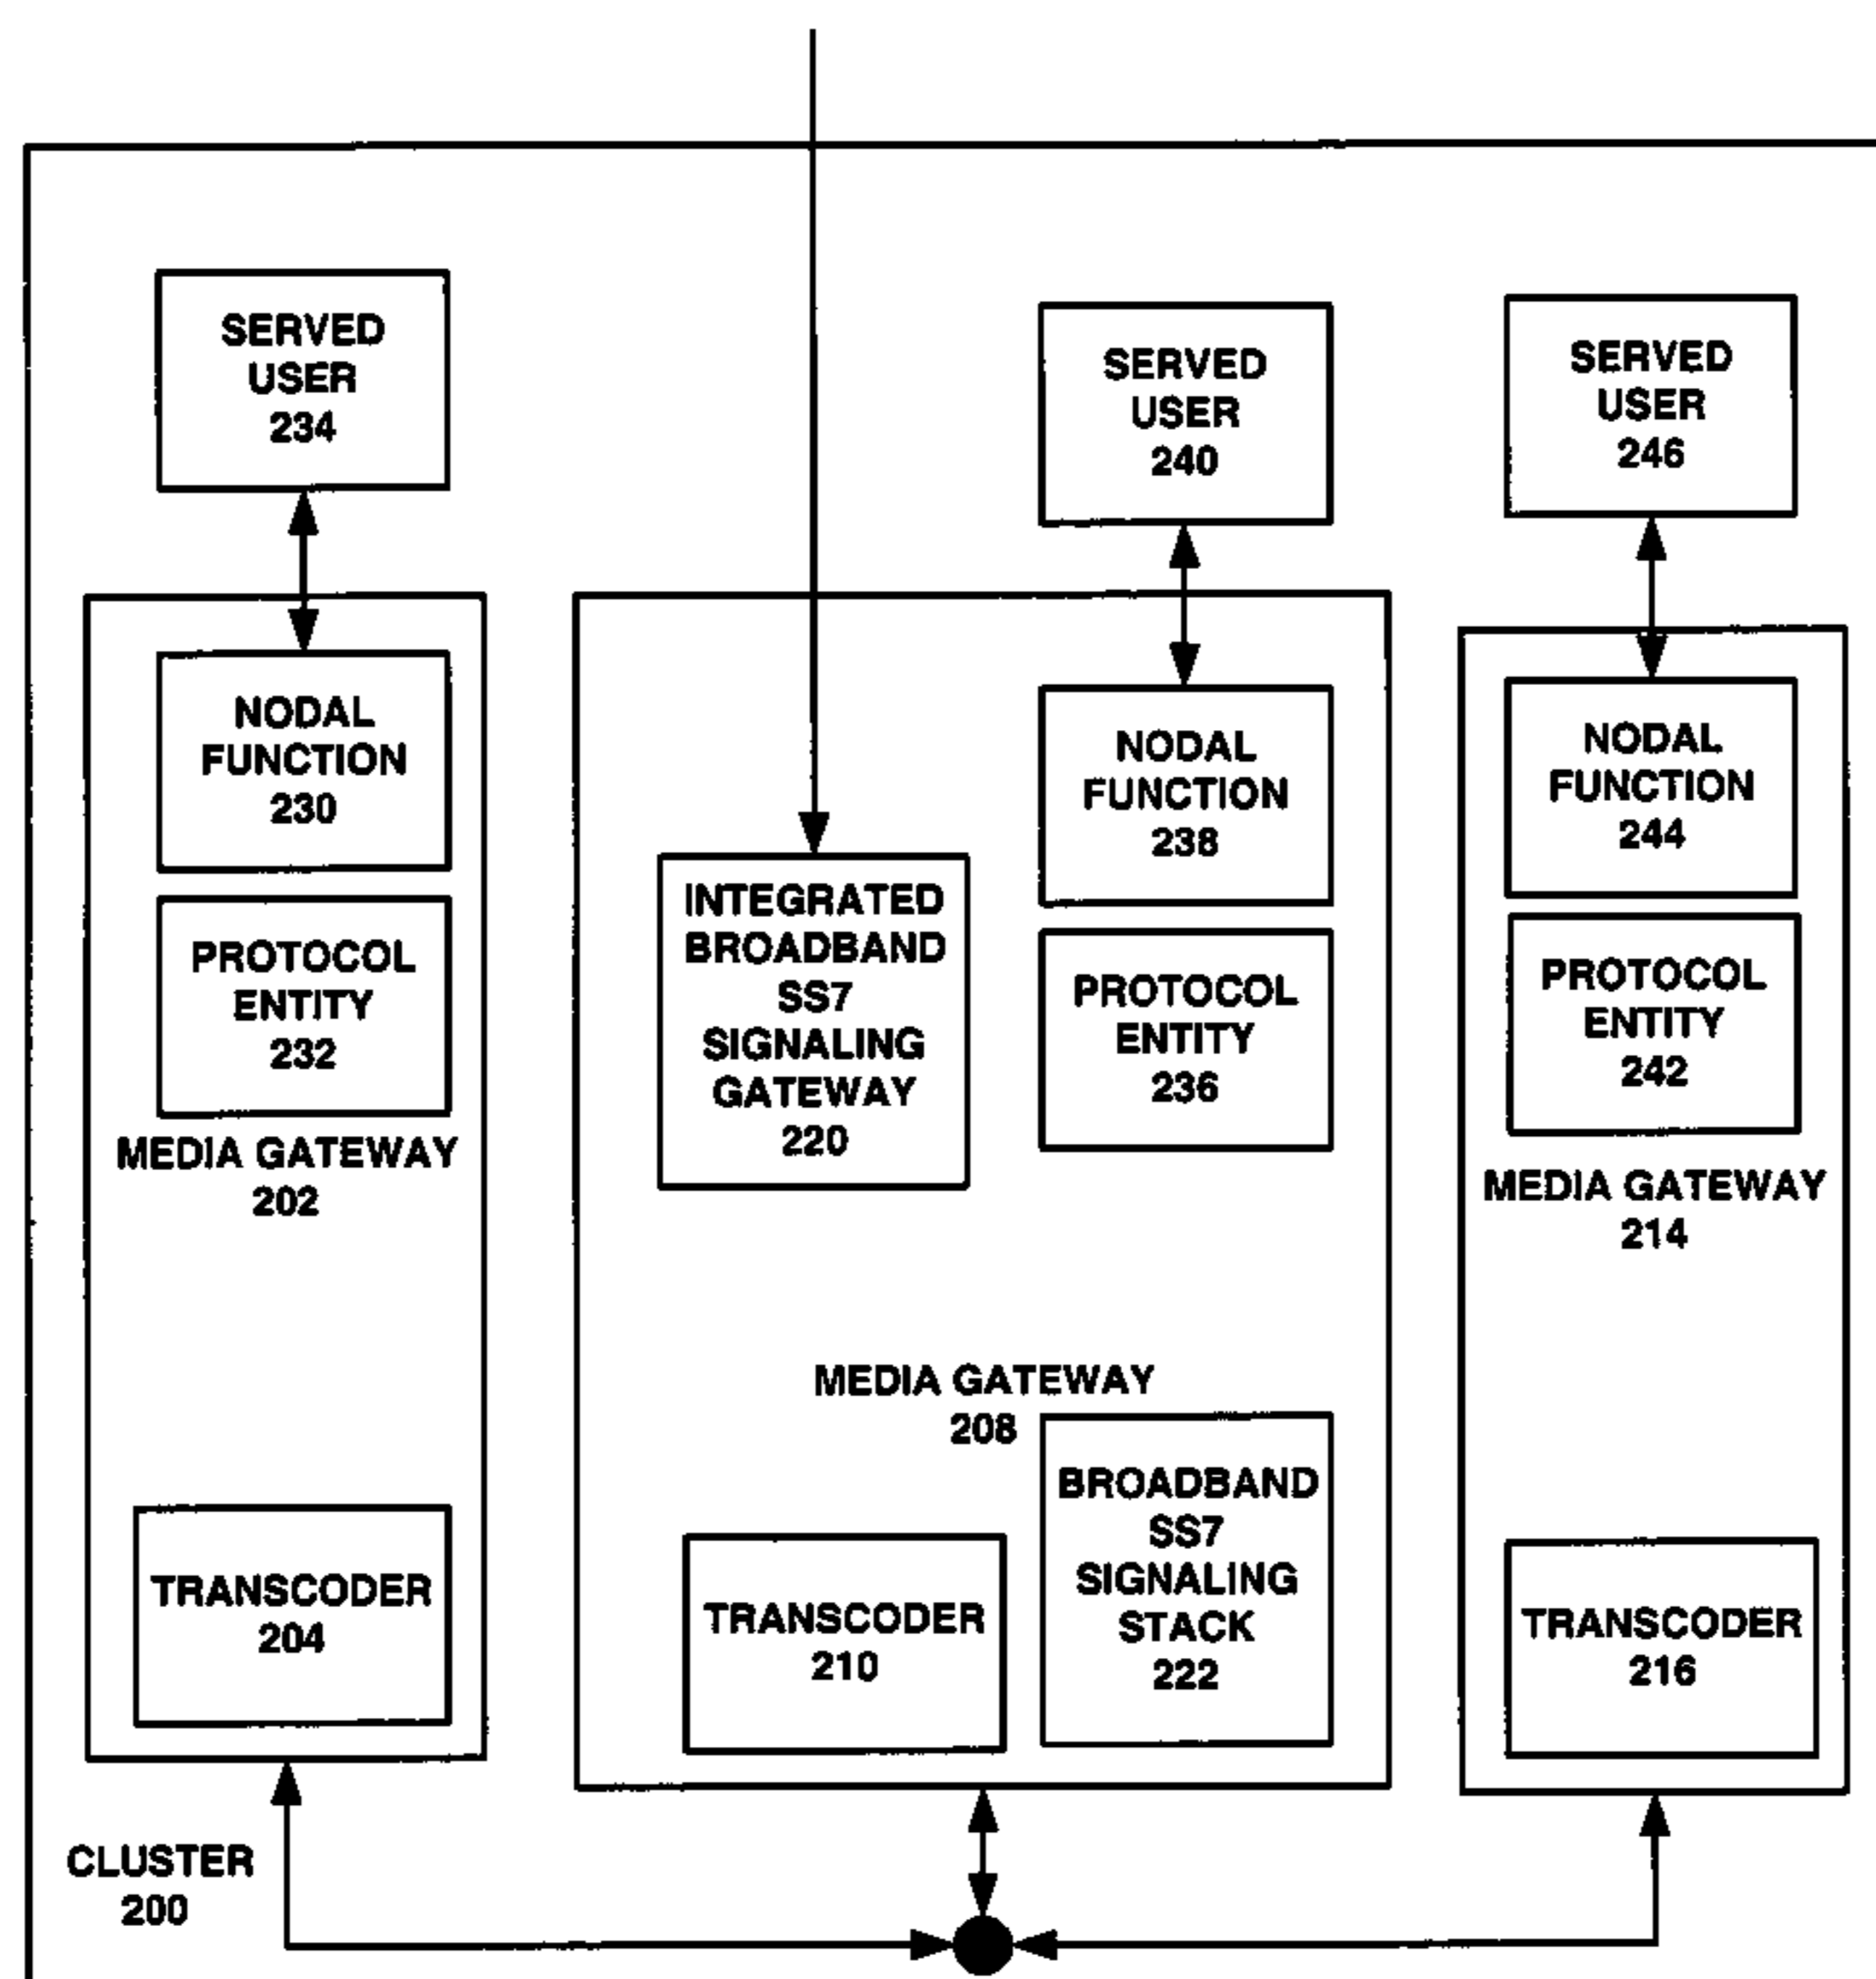 SERVED
USER
234
NODAL
FUNCTION
230
PROTOCOL
ENTITY
232
MEDIA GATEWAY
202
TRANSCODER
204
CLUSTER
200
INTEGRATED
BROADBAND
SS7
SIGNALING
GATEWAY
220
SERVED
USER
240
NODAL
FUNCTION
238
PROTOCOL
ENTITY
236
MEDIA GATEWAY
208
TRANSCODER
210
BROADBAND
SS7
SIGNALING
STACK
222
SERVED
USER
246
NODAL
FUNCTION
244
PROTOCOL
ENTITY
242
MEDIA GATEWAY
214
TRANSCODER
216